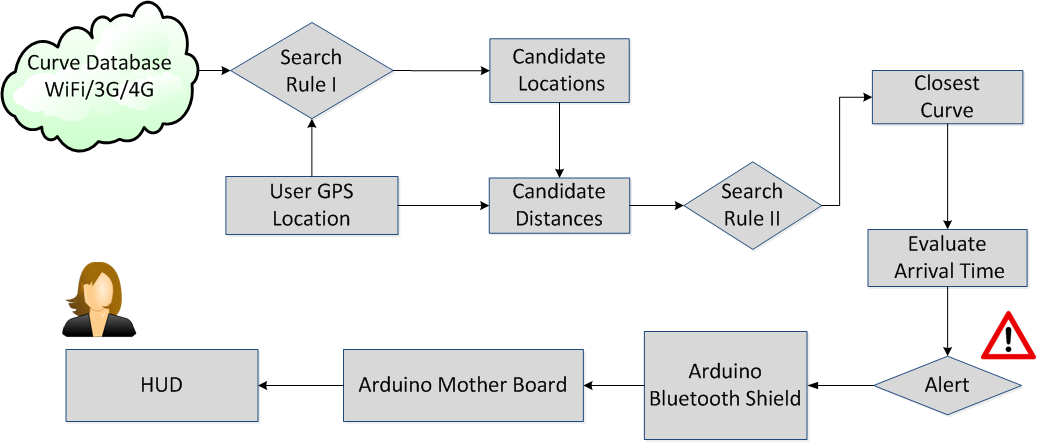 Curve Database
WiFi/3G/4G
Search
Rule I
Candidate
Locations
Closest
Curve
User GPS
Location
Candidate
Distances
Search
Rule II
Evaluate
Arrival Time
HUD
Arduino Mother Board
Arduino
Bluetooth Shield
Alert
!